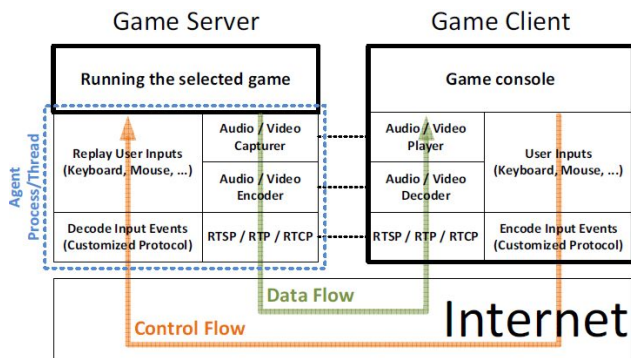 Game Server
Game Client
Running the selected game
Game console
Agent
Process/Thread
Replay User Inputs
(Keyboard, Mouse, ...)
Audio / Video
Capturer
Audio / Video
Encoder
Decode Input Events
(Customized Protocol)
RTSP / RTP / RTCP
Audio / Video
Player
Audio / Video
Decoder
RTSP / RTP / RTCP
User Inputs
(Keyboard, Mouse, ...)
Encode Input Events
(Customized Protocol)
Data Flow
Control Flow
Internet